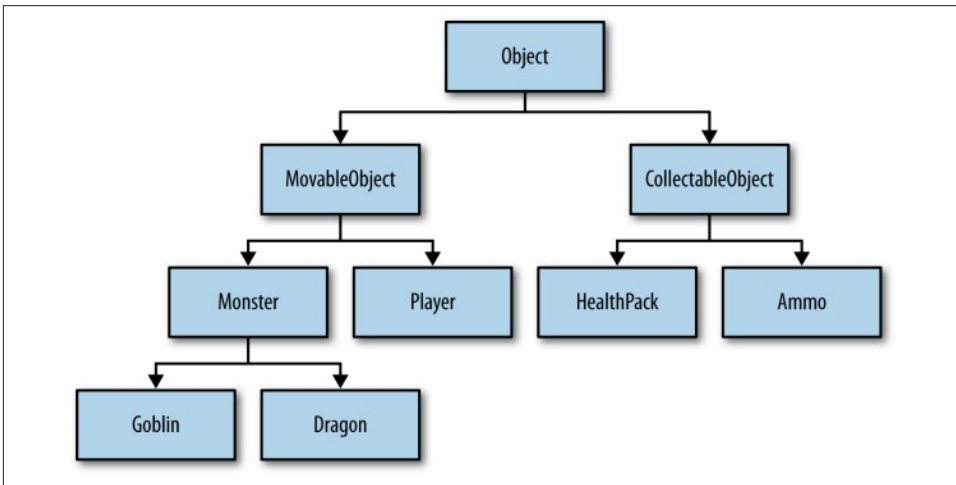 Object
MovableObject
CollectableObject
Monster
Player
HealthPack
Ammo
Goblin
Dragon